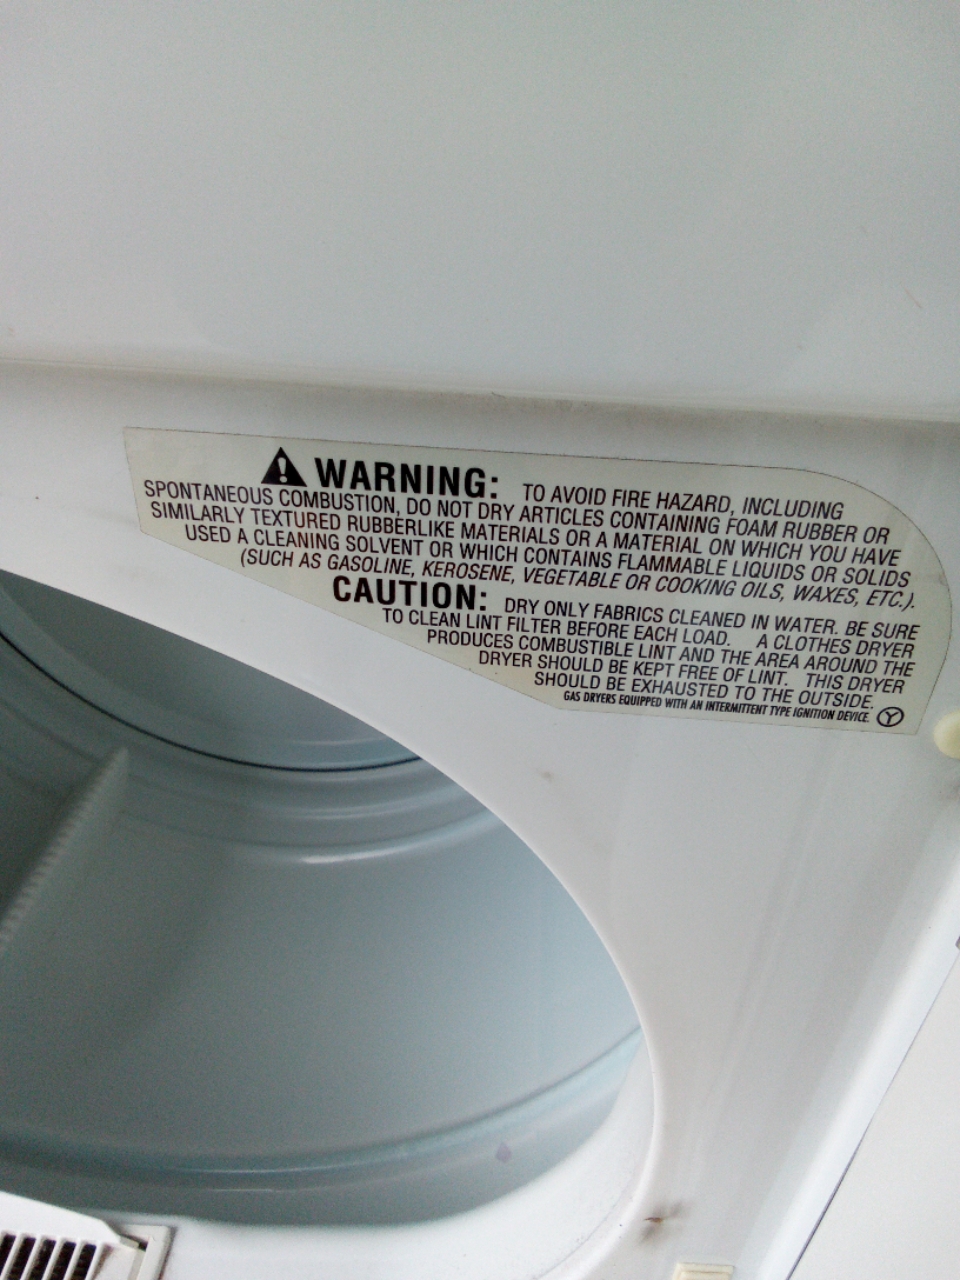 WARNING: TO AVOID FIRE HAZARD, INCLUDING
SPONTANEOUS COMBUSTION, DO NOT DRY ARTICLES CONTAINING FOAM RUBBER OR
SIMILARLY TEXTURED RUBBERLIKE MATERIALS OR A MATERIAL ON WHICH YOU HAVE
USED A CLEANING SOLVENT OR WHICH CONTAINS FLAMMABLE LIQUIDS OR SOLIDS
(SUCH AS GASOLINE, KEROSENE, VEGETABLE OR COOKING OILS, WAXES, ETC.).
CAUTION: DRY ONLY FABRICS CLEANED IN WATER. BE SURE
TO CLEAN LINT FILTER BEFORE EACH LOAD. A CLOTHES DRYER
PRODUCES COMBUSTIBLE LINT AND THE AREA AROUND THE
DRYER SHOULD BE KEPT FREE OF LINT. THIS DRYER
SHOULD BE EXHAUSTED TO THE OUTSIDE.
GAS DRYERS EQUIPPED WITH AN INTERMITTENT TYPE IGNITION DEVICE. Y